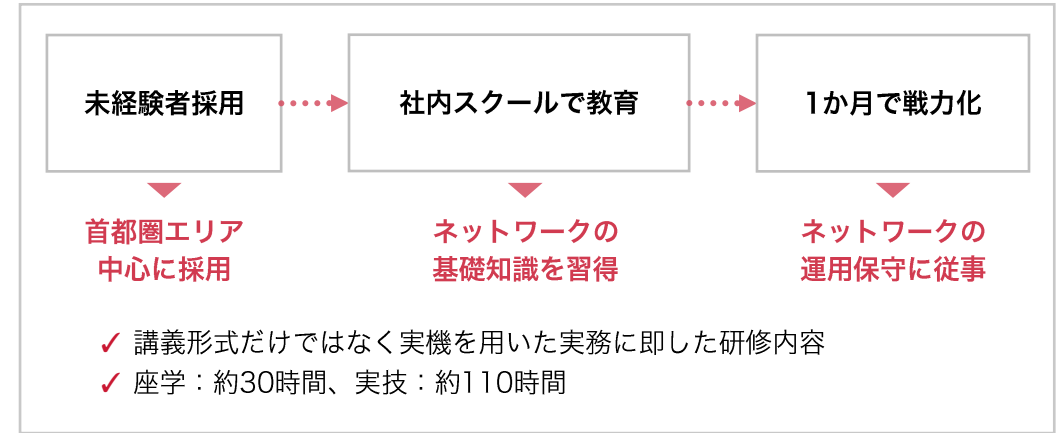 未経験者採用
社内スクールで教育
1か月で戦力化
首都圏エリア
中心に採用
ネットワークの
基礎知識を習得
ネットワークの
運用保守に従事
✓ 講義形式だけではなく実機を用いた実務に即した研修内容
✓ 座学：約30時間、実技：約110時間